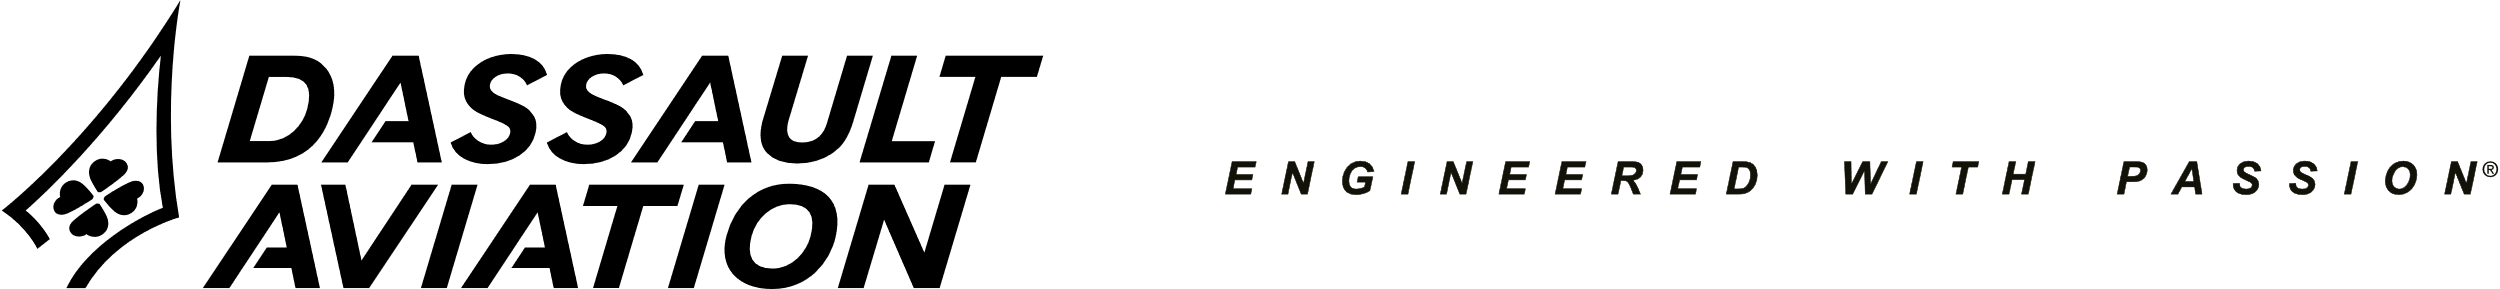 DASSAULT
AVIATION
ENGINEERED WITH PASSION®